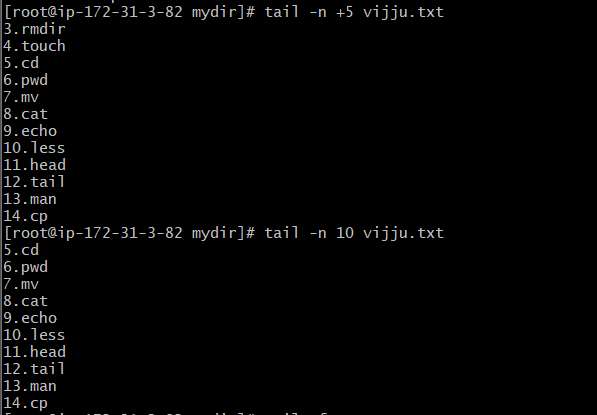 [root@ip-172-31-3-82 mydir]# tail -n +5 vijju.txt
3.rmdir
4.touch
5.cd
6.pwd
7.mv
8.cat
9.echo
10.less
11.head
12.tail
13.man
14.cp
[root@ip-172-31-3-82 mydir]# tail -n 10 vijju.txt
5.cd
6.pwd
7.mv
8.cat
9.echo
10.less
11.head
12.tail
13.man
14.cp